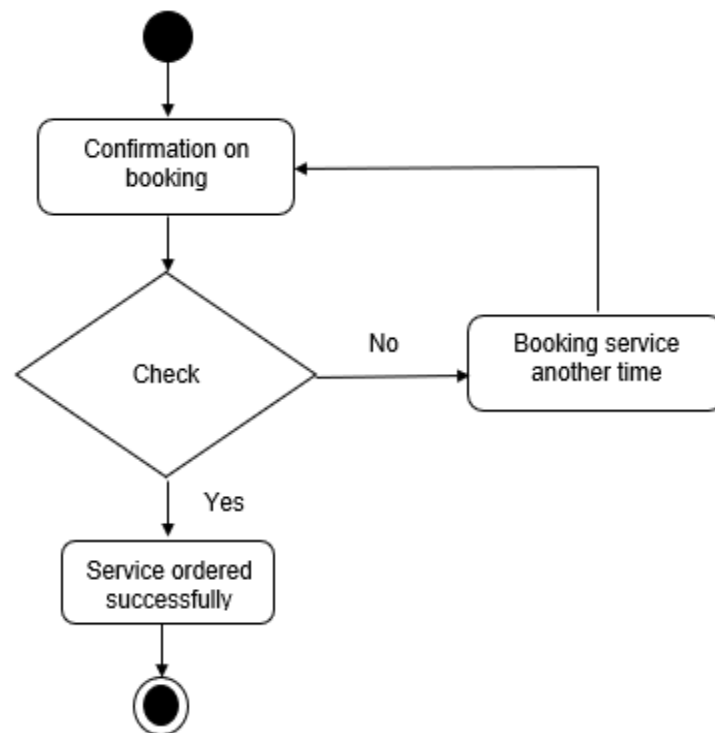 Confirmation on
booking
Check
No
Booking service
another time
Yes
Service ordered
successfully